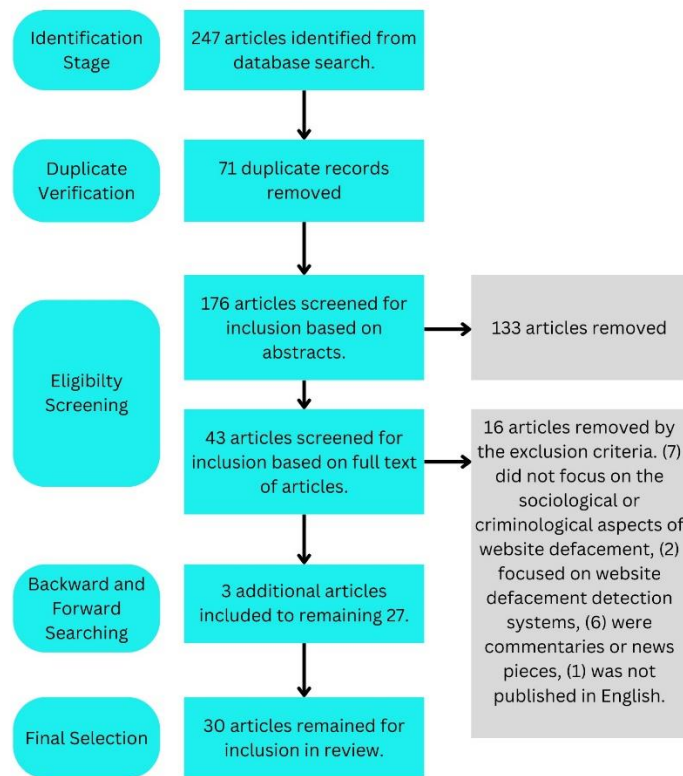 Identification
Stage
247 articles identified from
database search.
Duplicate
Verification
71 duplicate records
removed
Eligibilty
Screening
176 articles screened for
inclusion based on
abstracts.
133 articles removed
43 articles screened for
inclusion based on full text
of articles.
16 articles removed by
the exclusion criteria. (7)
did not focus on the
sociological or
criminological aspects of
website defacement, (2)
focused on website
defacement detection
systems, (6) were
commentaries or news
pieces, (1) was not
published in English.
Backward and
Forward
Searching
3 additional articles
included to remaining 27.
Final Selection
30 articles remained for
inclusion in review.